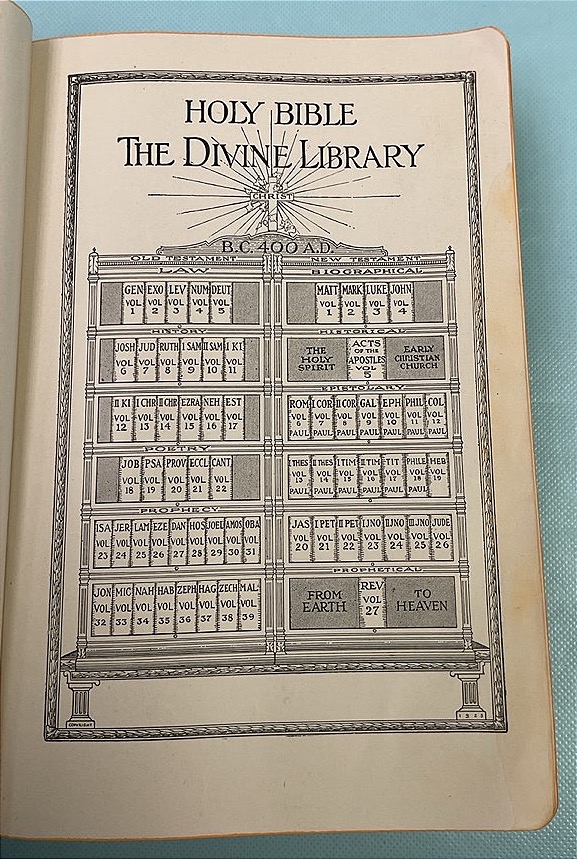 HOLY BIBLE
THE DIVINE LIBRARY
CHRIST
B.C. 400 A.D.
OLD TESTAMENT
LAW
GEN VOL 1 EXO VOL 2 LEV VOL 3 NUM VOL 4 DEUT VOL 5
HISTORY
JOSH VOL 6 JUD VOL 7 RUTH VOL 8 I SAM VOL 9 II SAM VOL 10 I KI VOL 11
II KI VOL 12 I CHR VOL 13 II CHR VOL 14 EZRA VOL 15 NEH VOL 16 EST VOL 17
POETRY
JOB VOL 18 PSA VOL 19 PROV VOL 20 ECCL VOL 21 CANT VOL 22
PROPHECY
ISA VOL 23 JER VOL 24 LAM VOL 25 EZE VOL 26 DAN VOL 27 HOS VOL 28 JOEL VOL 29 AMOS VOL 30 OBA VOL 31
JON VOL 32 MIC VOL 33 NAH VOL 34 HAB VOL 35 ZEPH VOL 36 HAG VOL 37 ZECH VOL 38 MAL VOL 39
NEW TESTAMENT
BIOGRAPHICAL
MATT VOL 1 MARK VOL 2 LUKE VOL 3 JOHN VOL 4
HISTORICAL
THE HOLY SPIRIT ACTS OF THE APOSTLES VOL 5 EARLY CHRISTIAN CHURCH
EPISTOLARY
ROM VOL 6 PAUL I COR VOL 7 PAUL II COR VOL 8 PAUL GAL VOL 9 PAUL EPH VOL 10 PAUL PHIL VOL 11 PAUL COL VOL 12 PAUL
I THES VOL 13 PAUL II THES VOL 14 PAUL I TIM VOL 15 PAUL II TIM VOL 16 PAUL TIT VOL 17 PAUL PHILE VOL 18 PAUL HEB VOL 19
JAS VOL 20 I PET VOL 21 II PET VOL 22 I JNO VOL 23 II JNO VOL 24 III JNO VOL 25 JUDE VOL 26
PROPHETICAL
FROM EARTH REV VOL 27 TO HEAVEN
COPYRIGHT